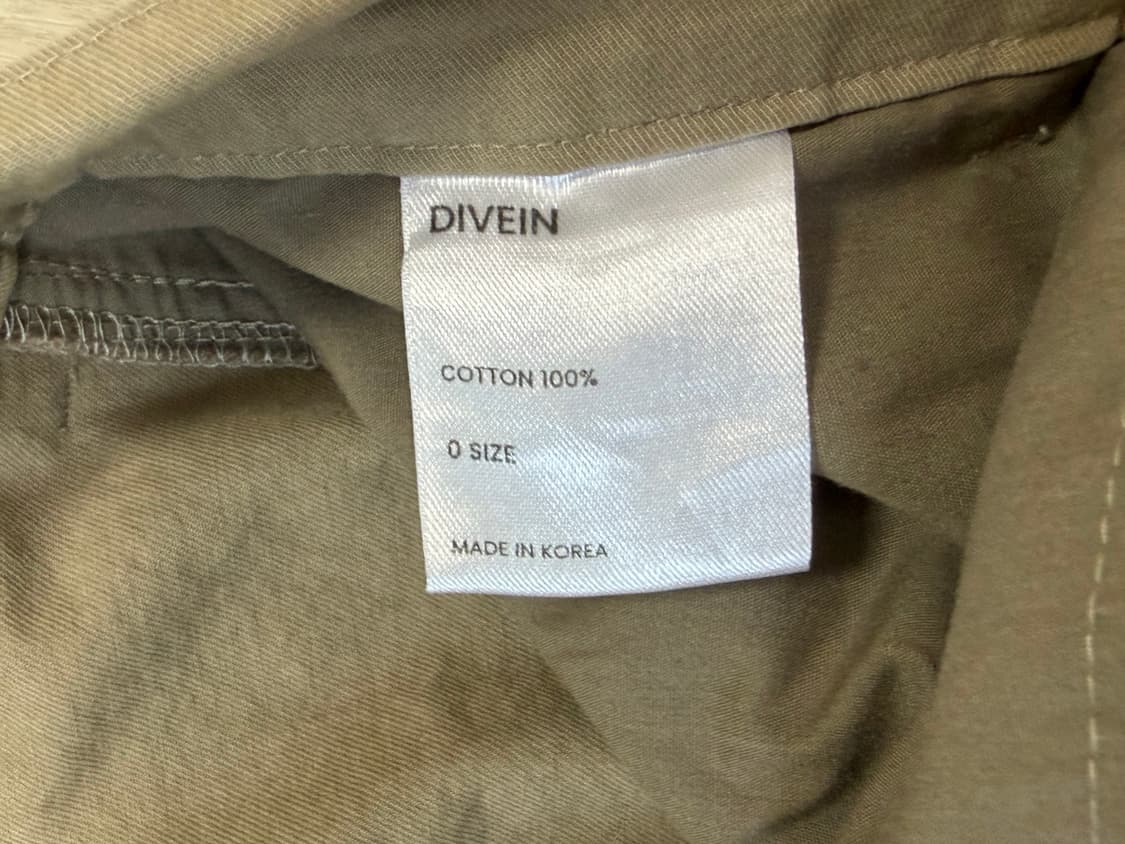 DIVEIN
COTTON 100%
0 SIZE
MADE IN KOREA